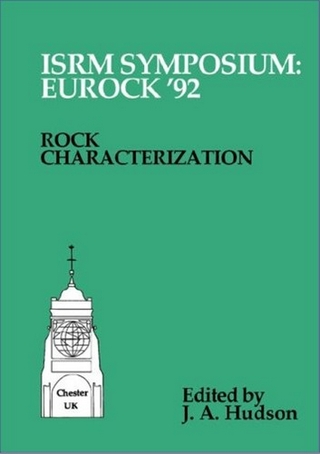 ISRM SYMPOSIUM:
EUROCK '92
ROCK
CHARACTERIZATION
Chester
UK
Edited by
J. A. Hudson